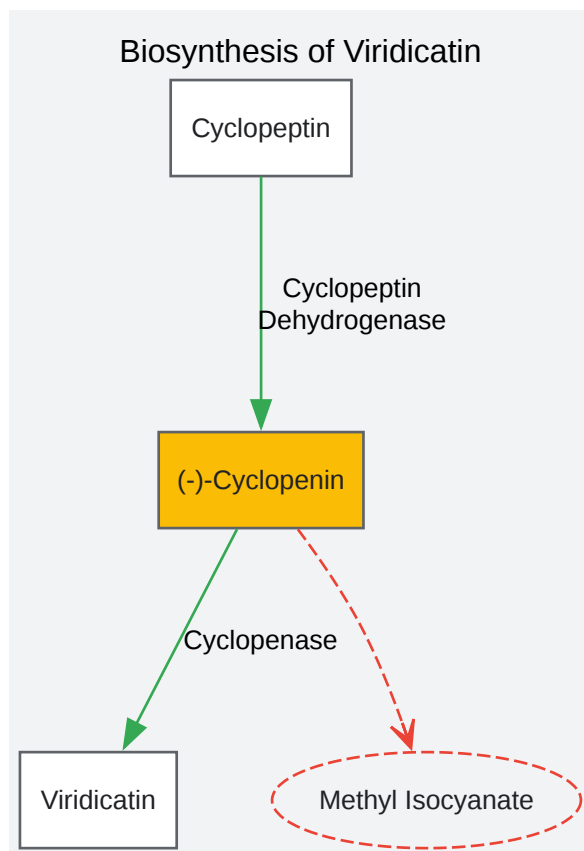 Biosynthesis of Viridicatin
Cyclopeptin
Cyclopeptin
Dehydrogenase
(-)-Cyclopenin
Cyclopenase
Viridicatin
Methyl Isocyanate